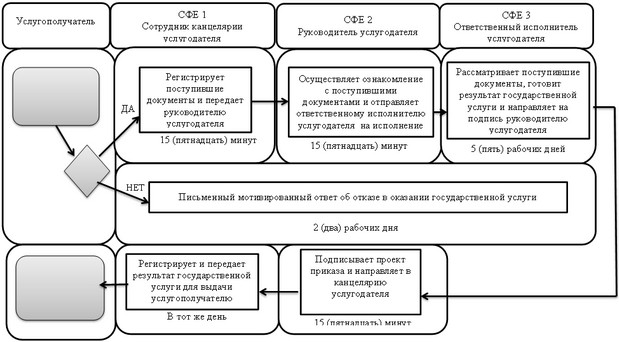 Услугополучатель
СФЕ 1
Сотрудник канцелярии
услугодателя
СФЕ 2
Руководитель услугодателя
СФЕ 3
Ответственный исполнитель
услугодателя
ДА
Регистрирует
поступившие
документы и передает
руководителю
услугодателя
15 (пятнадцать) минут
Осуществляет ознакомление
с поступившими
документами и отправляет
ответственному исполнителю
услугодателя на исполнение
15 (пятнадцать) минут
Рассматривает поступившие
документы, готовит
результат государственной
услуги и направляет на
подпись руководителю
услугодателя
5 (пять) рабочих дней
НЕТ
Письменный мотивированный ответ об отказе в оказании государственной услуги
2 (два) рабочих дня
Регистрирует и передает
результат государственной
услуги для выдачи
услугополучателю
В тот же день
Подписывает проект
приказа и направляет в
канцелярию
услугодателя
15 (пятнадцать) минут